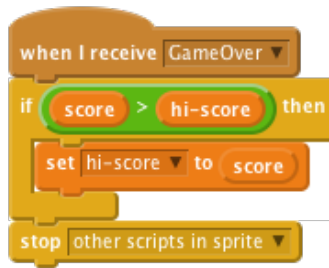 when I receive GameOver
if score > hi-score then
set hi-score to score
stop other scripts in sprite